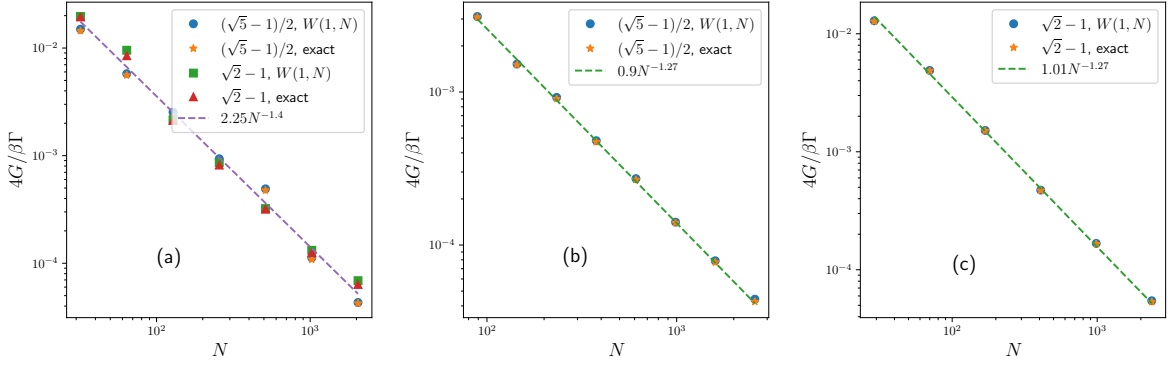 (√5 − 1)/2, W(1, N)
(√5 − 1)/2, exact
√2 − 1, W(1, N)
√2 − 1, exact
2.25N^{−1.4}
10^{−2}
10^{−3}
10^{−4}
4G/βΓ
(a)
10^2
10^3
N
(√5 − 1)/2, W(1, N)
(√5 − 1)/2, exact
0.9N^{−1.27}
10^{−3}
10^{−4}
4G/βΓ
(b)
10^2
10^3
N
√2 − 1, W(1, N)
√2 − 1, exact
1.01N^{−1.27}
10^{−2}
10^{−3}
10^{−4}
4G/βΓ
(c)
10^2
10^3
N